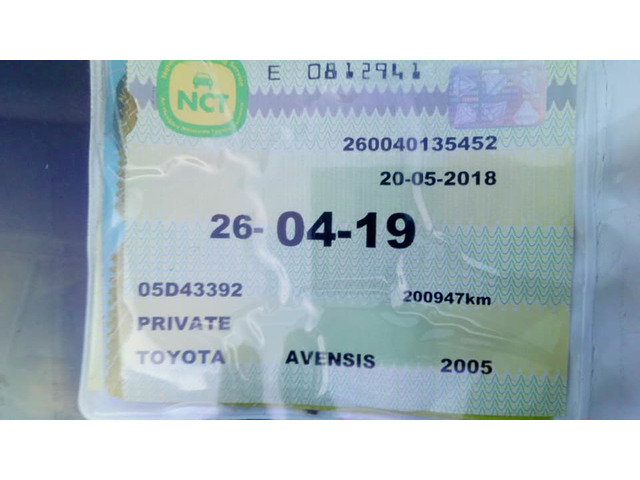 E 0812941
NCT
260040135452
20-05-2018
26- 04-19
05D43392 200947km
PRIVATE
TOYOTA AVENSIS 2005